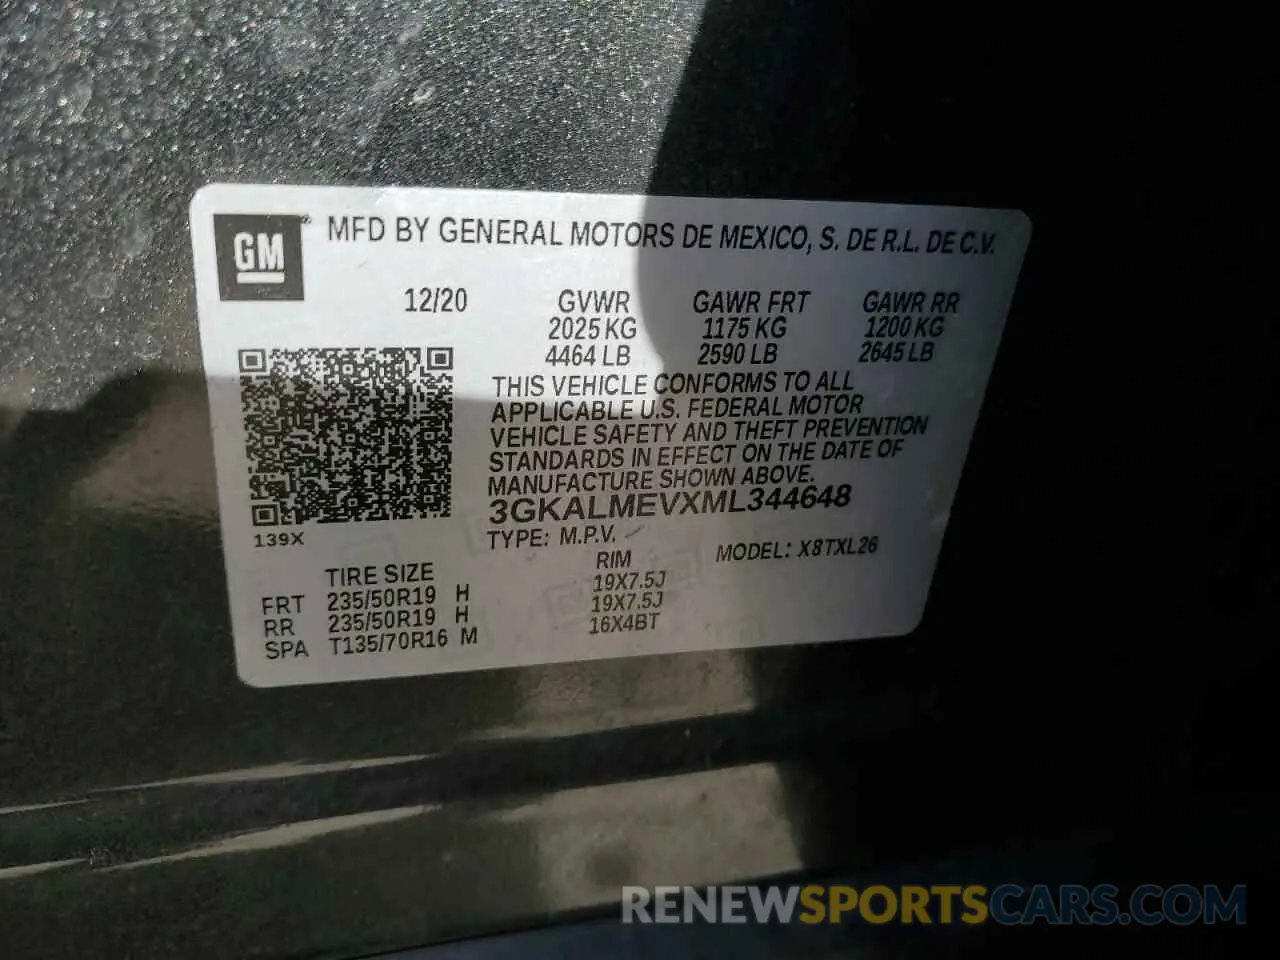 GM ® MFD BY GENERAL MOTORS DE MEXICO, S. DE R.L. DE C.V.
12/20 GVWR GAWR FRT GAWR RR
2025 KG 1175 KG 1200 KG
4464 LB 2590 LB 2645 LB
THIS VEHICLE CONFORMS TO ALL
APPLICABLE U.S. FEDERAL MOTOR
VEHICLE SAFETY AND THEFT PREVENTION
STANDARDS IN EFFECT ON THE DATE OF
MANUFACTURE SHOWN ABOVE.
3GKALMEVXML344648
139X
TYPE: M.P.V. MODEL: X8TXL26
TIRE SIZE RIM
FRT 235/50R19 H 19X7.5J
RR 235/50R19 H 19X7.5J
SPA T135/70R16 M 16X4BT
RENEWSPORTSCARS.COM